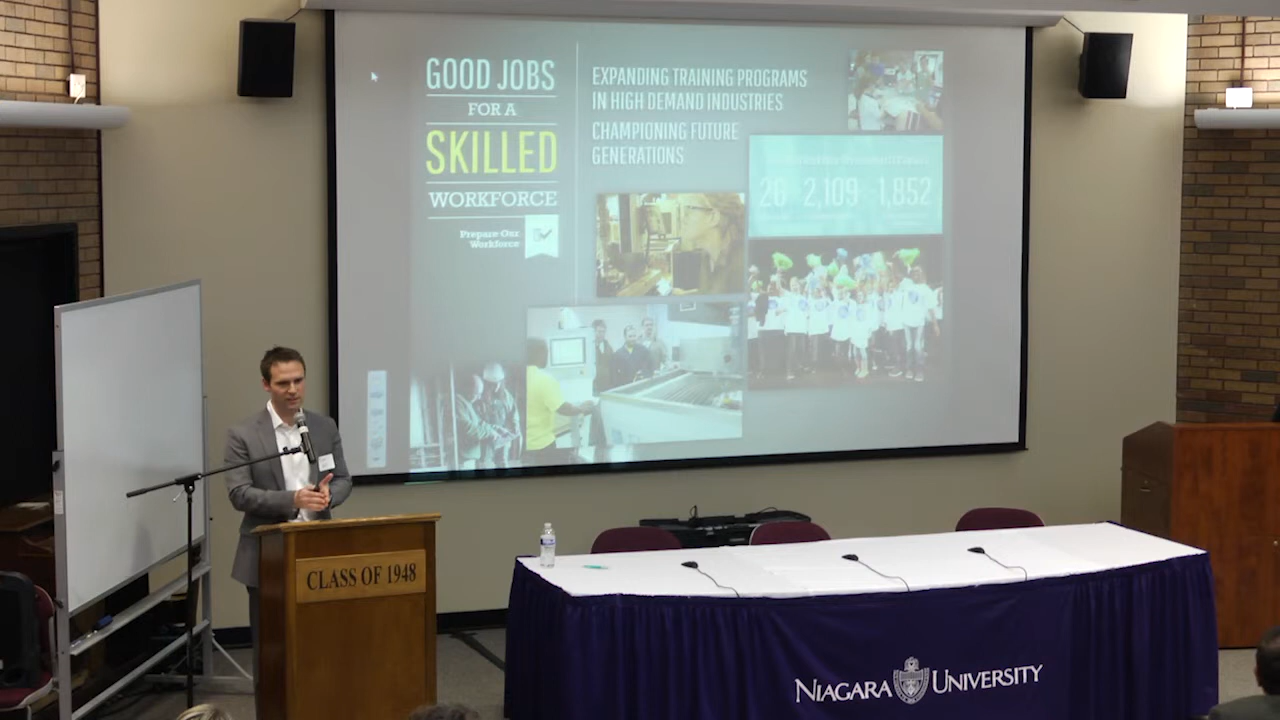 GOOD JOBS
FOR A
SKILLED
WORKFORCE
Prepare Our
Workforce
EXPANDING TRAINING PROGRAMS
IN HIGH DEMAND INDUSTRIES
CHAMPIONING FUTURE
GENERATIONS
26 2,109 1,852
CLASS OF 1948
NIAGARA UNIVERSITY